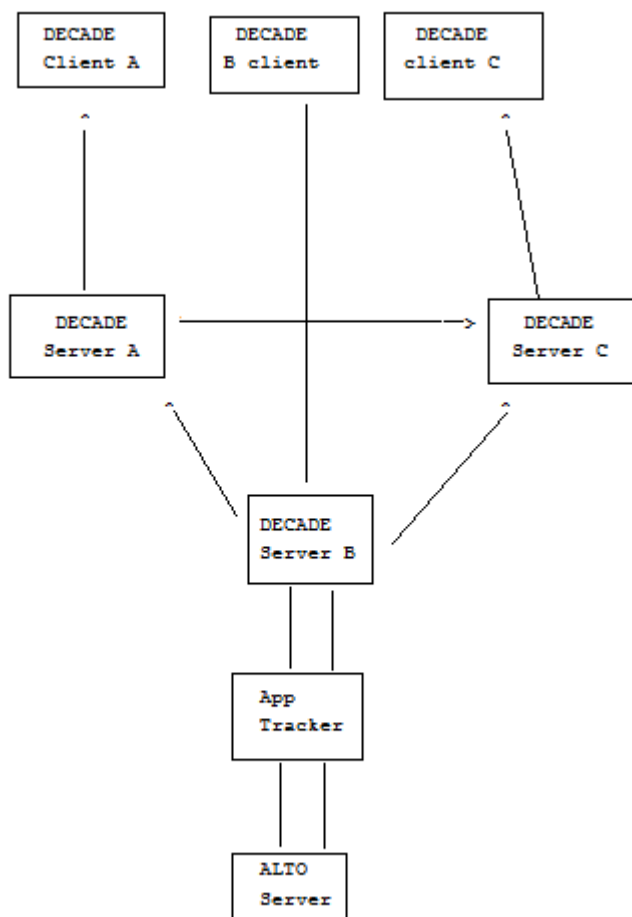 DECADE
Client A
DECADE
B client
DECADE
client C
DECADE
Server A
DECADE
Server C
DECADE
Server B
App
Tracker
ALTO
Server